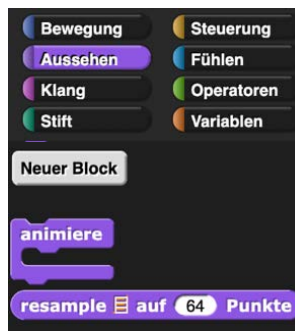 Bewegung Steuerung
Aussehen Fühlen
Klang Operatoren
Stift Variablen
Neuer Block
animiere
resample auf 64 Punkte